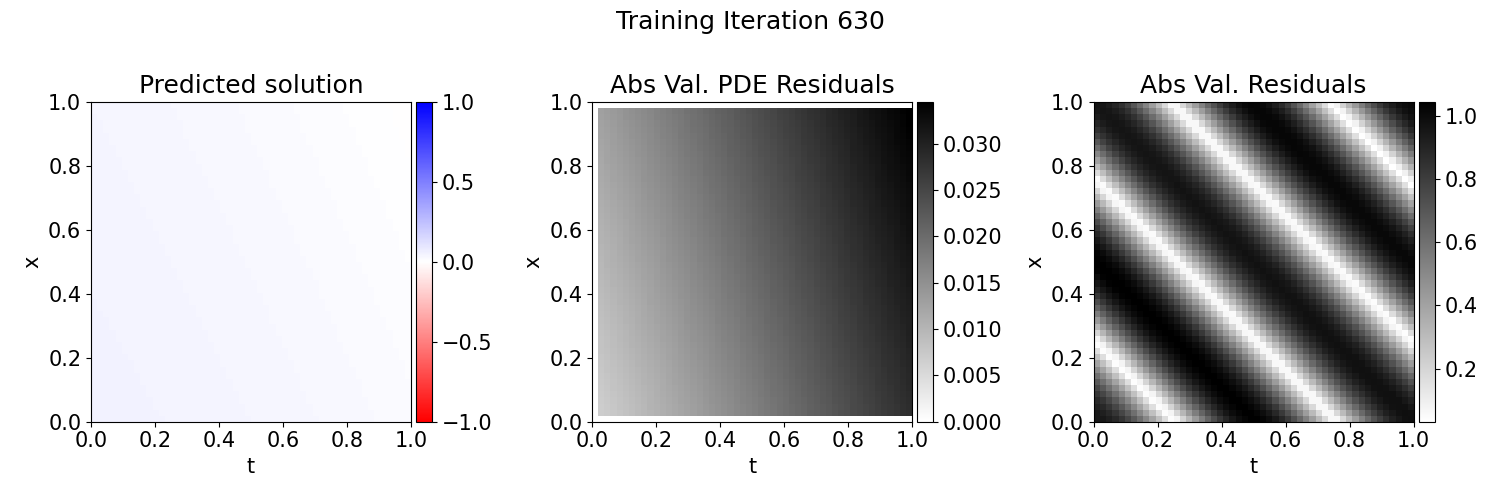 Training Iteration 630
Predicted solution
Abs Val. PDE Residuals
Abs Val. Residuals
1.0
0.8
0.6
0.4
0.2
0.0
x
0.0 0.2 0.4 0.6 0.8 1.0
t
1.0
0.5
0.0
−0.5
−1.0
1.0
0.8
0.6
0.4
0.2
0.0
x
0.0 0.2 0.4 0.6 0.8 1.0
t
0.030
0.025
0.020
0.015
0.010
0.005
0.000
1.0
0.8
0.6
0.4
0.2
0.0
x
0.0 0.2 0.4 0.6 0.8 1.0
t
1.0
0.8
0.6
0.4
0.2